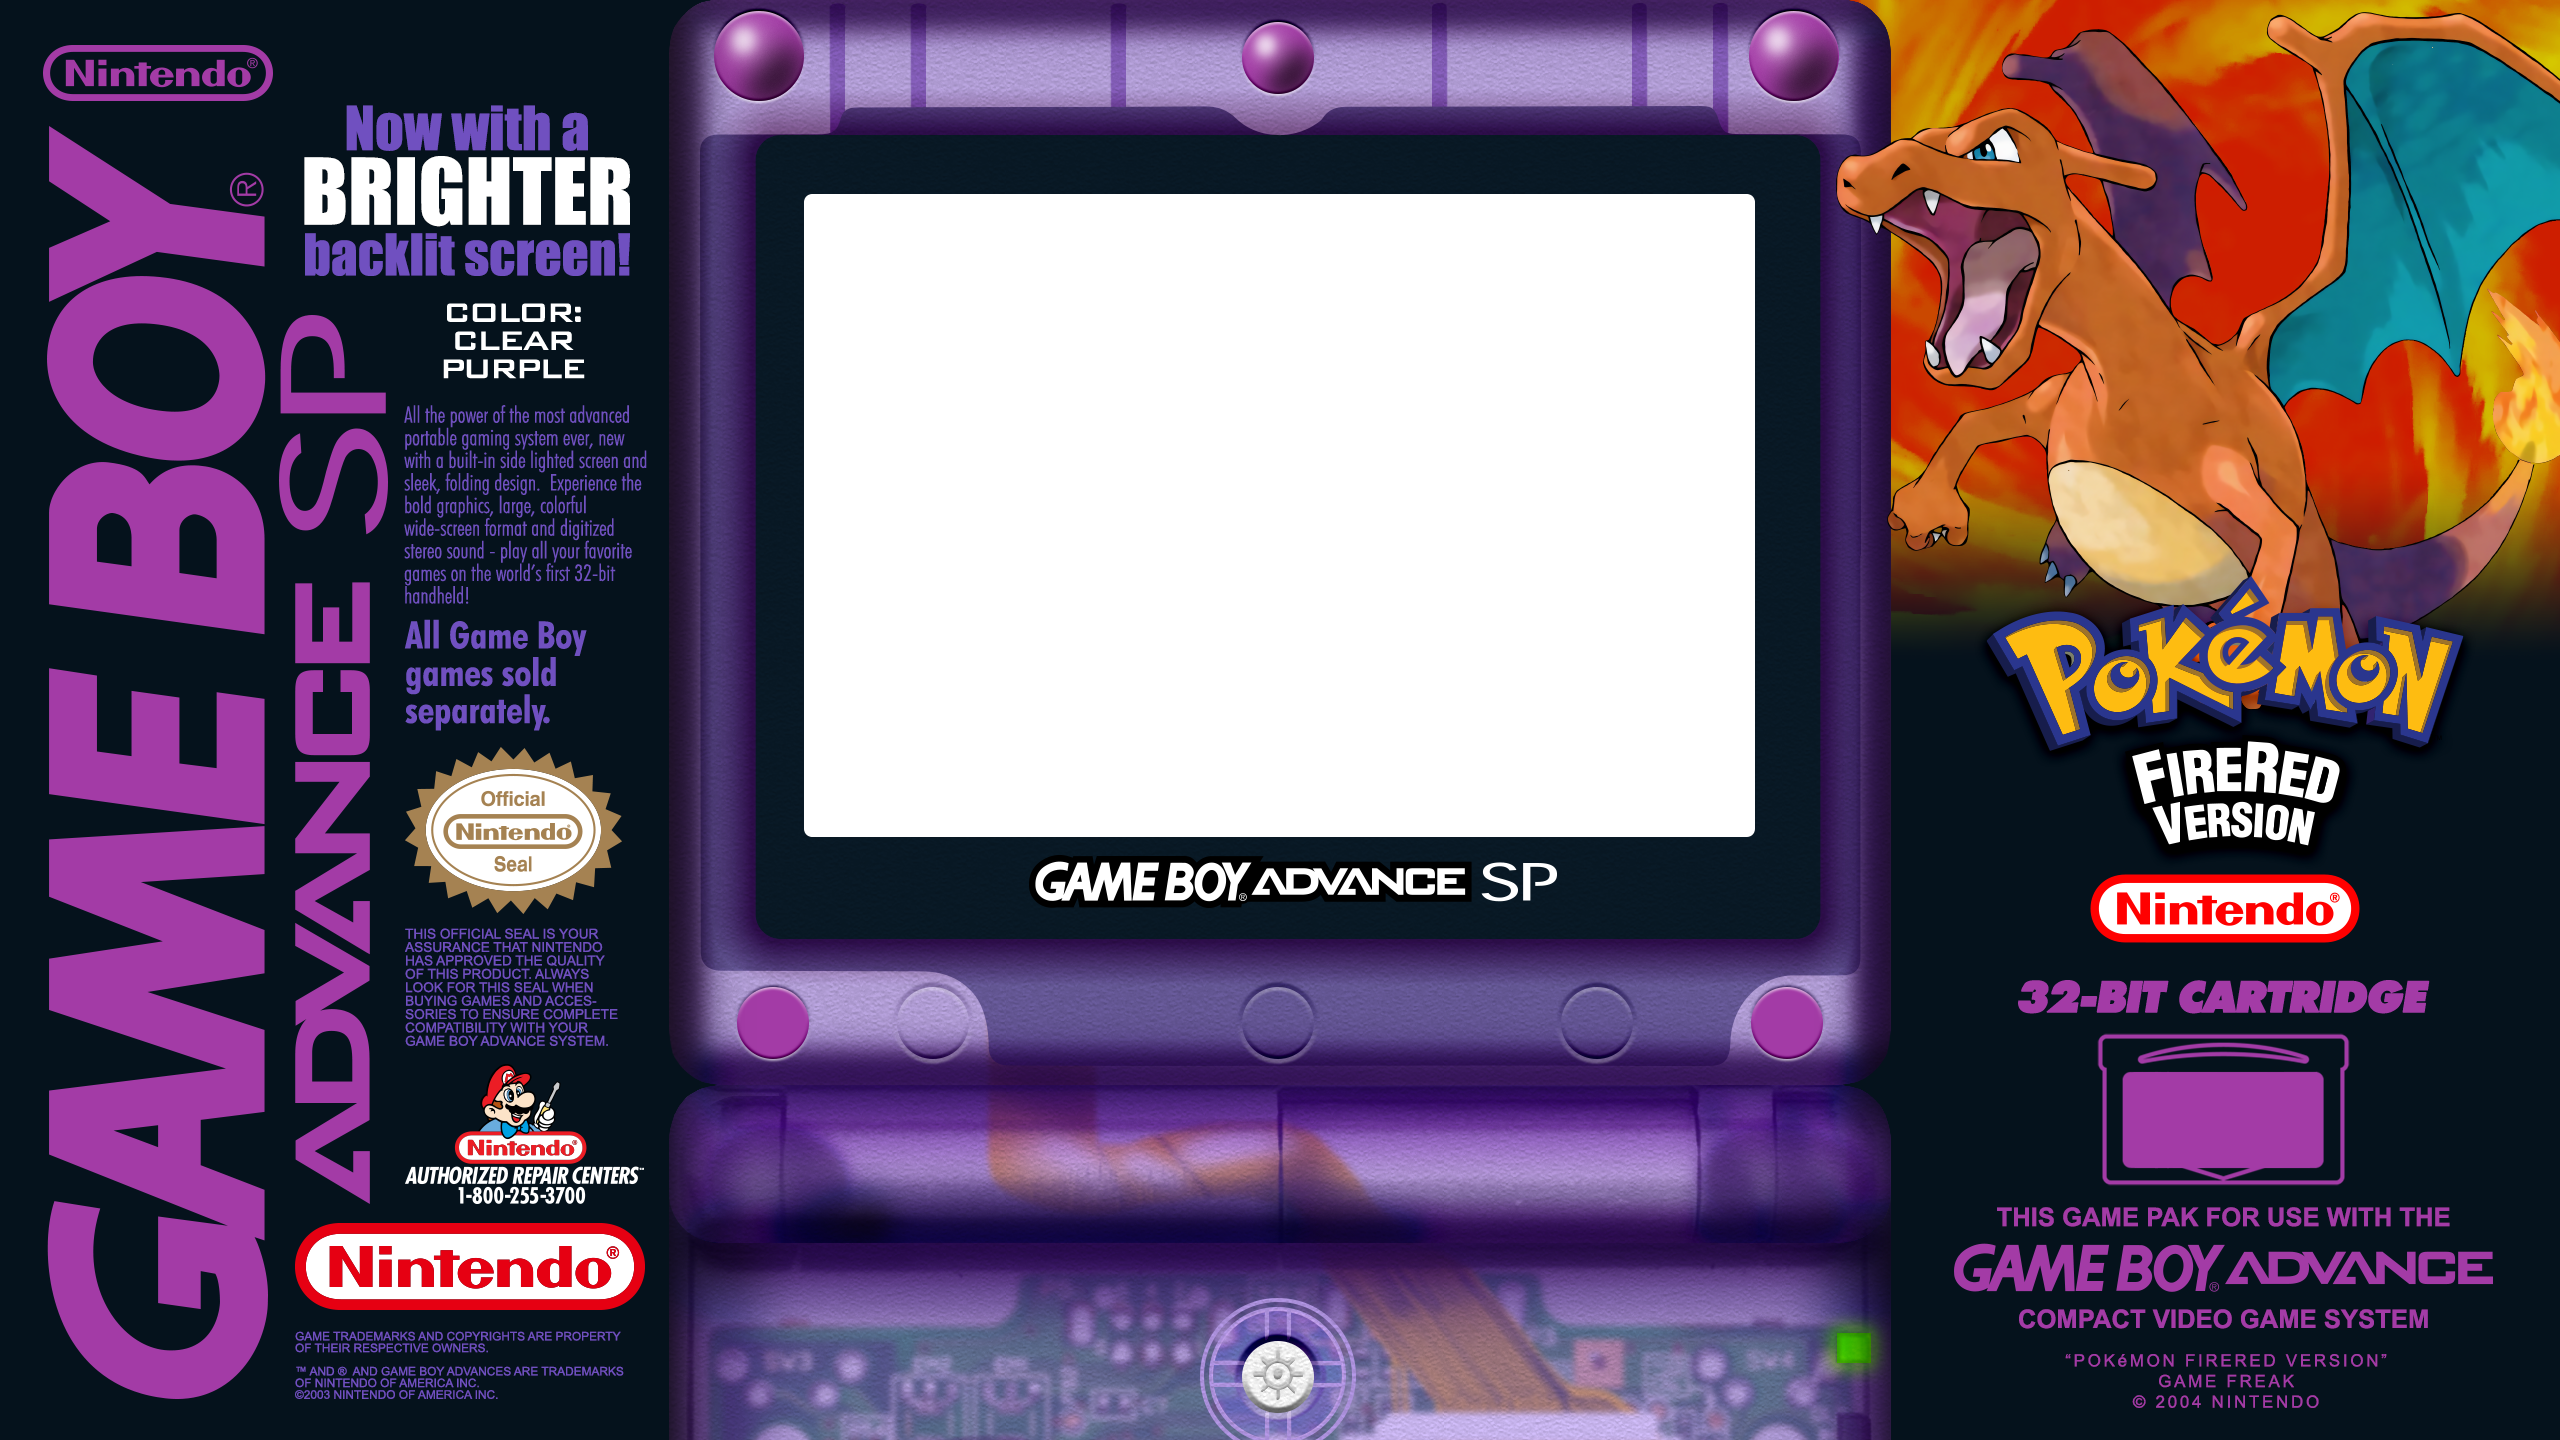 Nintendo®
GAME BOY®
ADVANCE SP
Now with a
BRIGHTER
backlit screen!
COLOR:
CLEAR
PURPLE
All the power of the most advanced
portable gaming system ever, new
with a built-in side lighted screen and
sleek, folding design. Experience the
bold graphics, large, colorful
wide-screen format and digitized
stereo sound - play all your favorite
games on the world's first 32-bit
handheld!
All Game Boy
games sold
separately.
Official
Nintendo
Seal
THIS OFFICIAL SEAL IS YOUR
ASSURANCE THAT NINTENDO
HAS APPROVED THE QUALITY
OF THIS PRODUCT. ALWAYS
LOOK FOR THIS SEAL WHEN
BUYING GAMES AND ACCES-
SORIES TO ENSURE COMPLETE
COMPATIBILITY WITH YOUR
GAME BOY ADVANCE SYSTEM.
Nintendo®
AUTHORIZED REPAIR CENTERS™
1-800-255-3700
Nintendo®
GAME TRADEMARKS AND COPYRIGHTS ARE PROPERTY
OF THEIR RESPECTIVE OWNERS.
™ AND ® AND GAME BOY ADVANCES ARE TRADEMARKS
OF NINTENDO OF AMERICA INC.
©2003 NINTENDO OF AMERICA INC.
GAME BOY® ADVANCE SP
POKéMON
FIRERED
VERSION
Nintendo®
32-BIT CARTRIDGE
THIS GAME PAK FOR USE WITH THE
GAME BOY® ADVANCE
COMPACT VIDEO GAME SYSTEM
“POKéMON FIRERED VERSION”
GAME FREAK
© 2004 NINTENDO